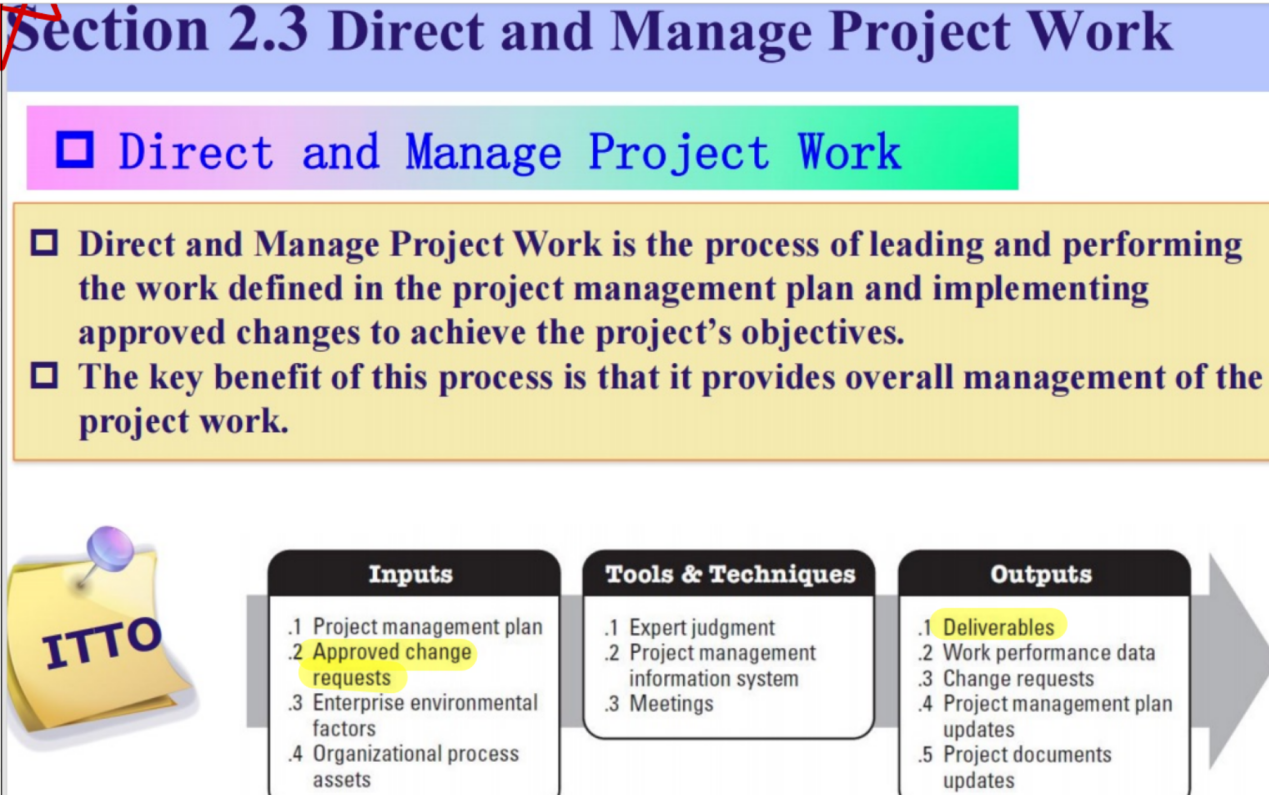 Section 2.3 Direct and Manage Project Work
Direct and Manage Project Work
Direct and Manage Project Work is the process of leading and performing
the work defined in the project management plan and implementing
approved changes to achieve the project's objectives.
The key benefit of this process is that it provides overall management of the
project work.
ITTO
Inputs
.1 Project management plan
.2 Approved change
requests
.3 Enterprise environmental
factors
.4 Organizational process
assets
Tools & Techniques
.1 Expert judgment
.2 Project management
information system
.3 Meetings
Outputs
.1 Deliverables
.2 Work performance data
.3 Change requests
.4 Project management plan
updates
.5 Project documents
updates